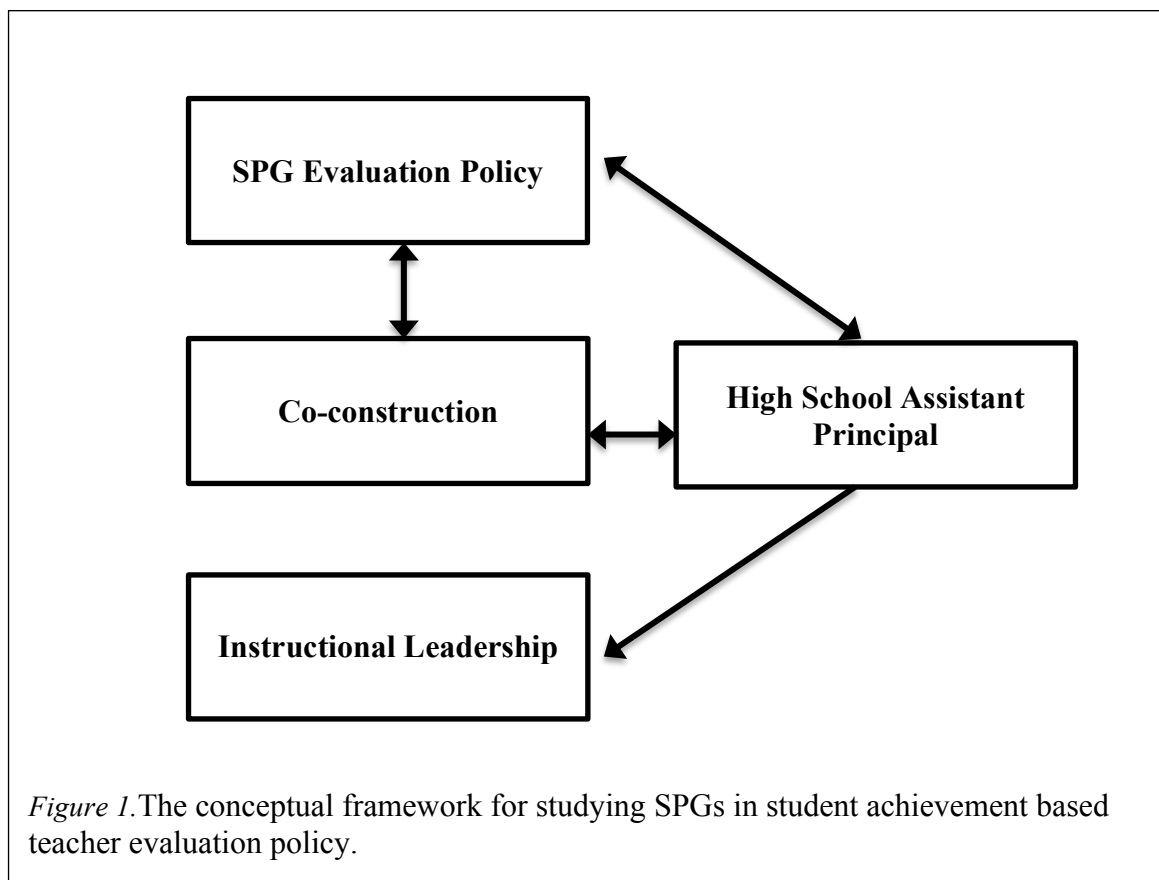 SPG Evaluation Policy
Co-construction
High School Assistant
Principal
Instructional Leadership
Figure 1.The conceptual framework for studying SPGs in student achievement based
teacher evaluation policy.